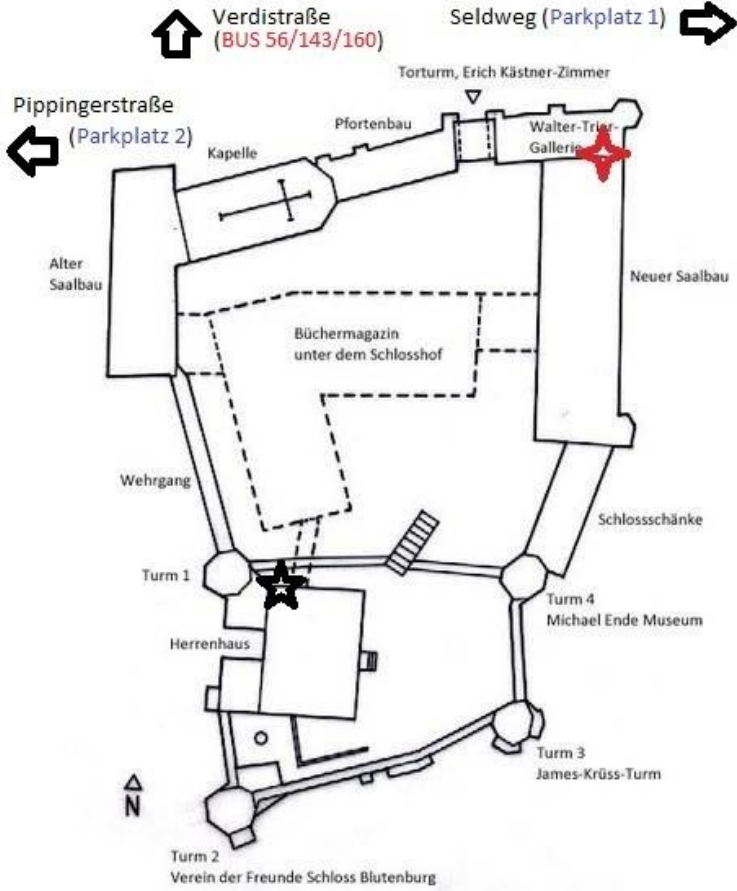 Verdistraße
(BUS 56/143/160)
Seldweg (Parkplatz 1)
Torturm, Erich Kästner-Zimmer
Pippingerstraße
(Parkplatz 2)
Pfortenbau
Walter-Trier-
Gallerie
Kapelle
Alter
Saalbau
Neuer Saalbau
Büchermagazin
unter dem Schlosshof
Wehrgang
Schlossschänke
Turm 1
Turm 4
Michael Ende Museum
Herrenhaus
Turm 3
James-Krüss-Turm
N
Turm 2
Verein der Freunde Schloss Blutenburg